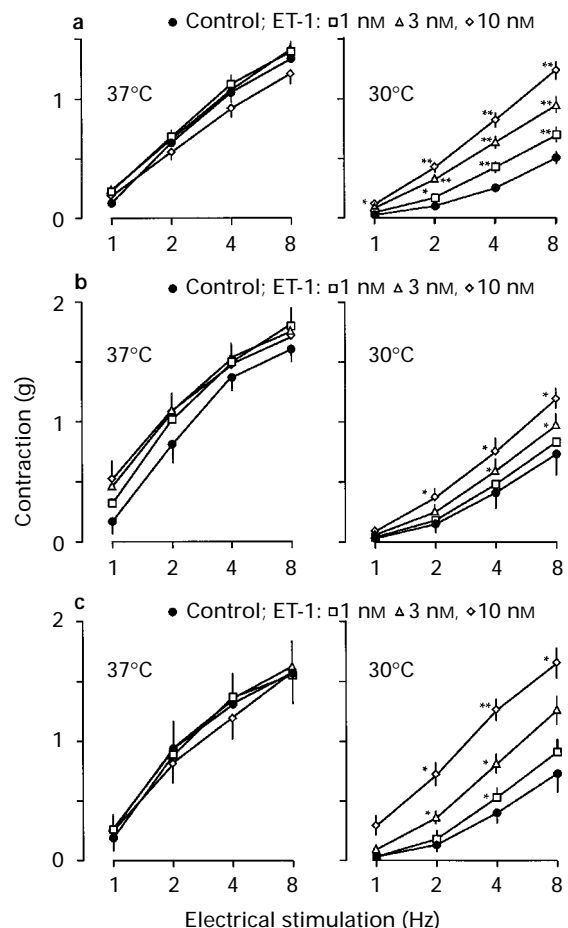 ● Control; ET-1: □ 1 nM △ 3 nM, ◇ 10 nM
a
37°C
30°C
1
0
** ** ** ** ** ** ** ** * ** *
1 2 4 8
1 2 4 8
● Control; ET-1: □ 1 nM △ 3 nM, ◇ 10 nM
b
37°C
30°C
2
1
0
* * * * *
1 2 4 8
1 2 4 8
● Control; ET-1: □ 1 nM △ 3 nM, ◇ 10 nM
c
37°C
30°C
2
1
0
* ** * * * *
1 2 4 8
1 2 4 8
Contraction (g)
Electrical stimulation (Hz)